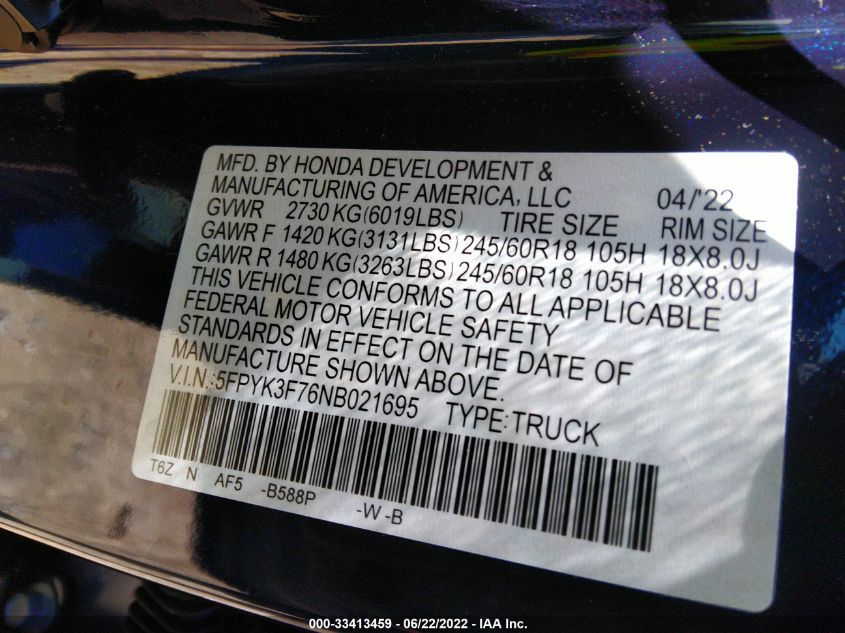 MFD. BY HONDA DEVELOPMENT &
MANUFACTURING OF AMERICA, LLC 04/'22
GVWR 2730 KG(6019LBS) TIRE SIZE RIM SIZE
GAWR F 1420 KG(3131LBS) 245/60R18 105H 18X8.0J
GAWR R 1480 KG(3263LBS) 245/60R18 105H 18X8.0J
THIS VEHICLE CONFORMS TO ALL APPLICABLE
FEDERAL MOTOR VEHICLE SAFETY
STANDARDS IN EFFECT ON THE DATE OF
MANUFACTURE SHOWN ABOVE.
V.I.N.:5FPYK3F76NB021695 TYPE:TRUCK
T6Z N AF5 -B588P -W -B
000-33413459 - 06/22/2022 - IAA Inc.